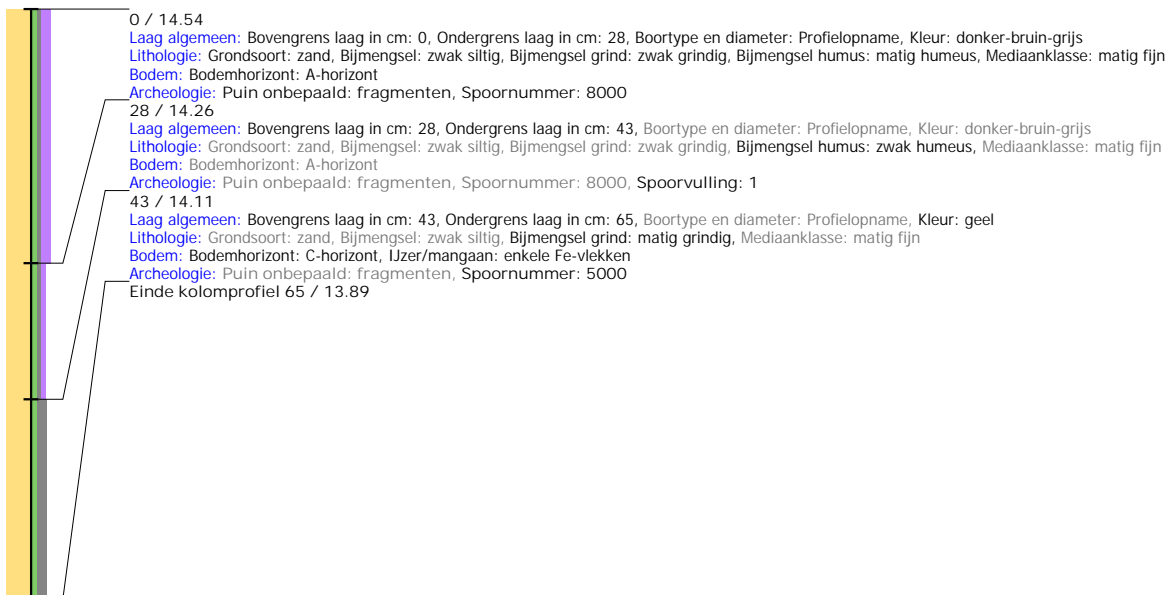 0 / 14.54
Laag algemeen: Bovengrens laag in cm: 0, Ondergrens laag in cm: 28, Boortype en diameter: Profielopname, Kleur: donker-bruin-grijs
Lithologie: Grondsoort: zand, Bijmengsel: zwak siltig, Bijmengsel grind: zwak grindig, Bijmengsel humus: matig humeus, Mediaanklasse: matig fijn
Bodem: Bodemhorizont: A-horizont
Archeologie: Puin onbepaald: fragmenten, Spoornummer: 8000
28 / 14.26
Laag algemeen: Bovengrens laag in cm: 28, Ondergrens laag in cm: 43, Boortype en diameter: Profielopname, Kleur: donker-bruin-grijs
Lithologie: Grondsoort: zand, Bijmengsel: zwak siltig, Bijmengsel grind: zwak grindig, Bijmengsel humus: zwak humeus, Mediaanklasse: matig fijn
Bodem: Bodemhorizont: A-horizont
Archeologie: Puin onbepaald: fragmenten, Spoornummer: 8000, Spoorvulling: 1
43 / 14.11
Laag algemeen: Bovengrens laag in cm: 43, Ondergrens laag in cm: 65, Boortype en diameter: Profielopname, Kleur: geel
Lithologie: Grondsoort: zand, Bijmengsel: zwak siltig, Bijmengsel grind: matig grindig, Mediaanklasse: matig fijn
Bodem: Bodemhorizont: C-horizont, IJzer/mangaan: enkele Fe-vlekken
Archeologie: Puin onbepaald: fragmenten, Spoornummer: 5000
Einde kolomprofiel 65 / 13.89